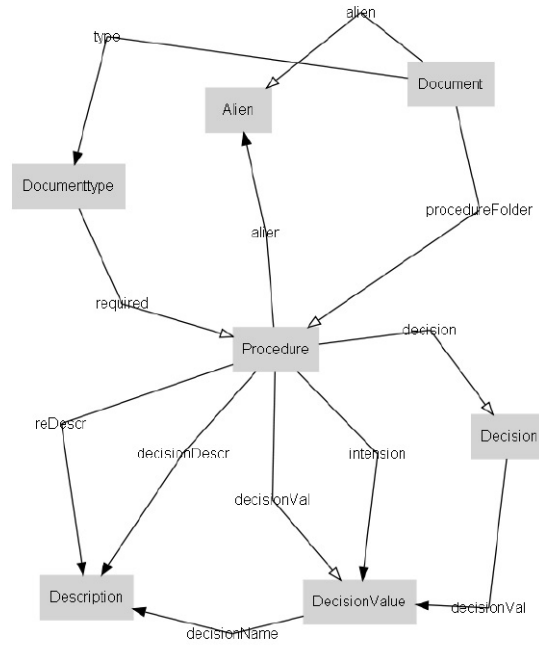 alien
type
Document
Alien
Documenttype
procedureFolder
alien
required
decision
Procedure
reDescr
Decision
decisionDescr
intension
decisionVal
Description
DecisionValue
decisionVal
decisionName